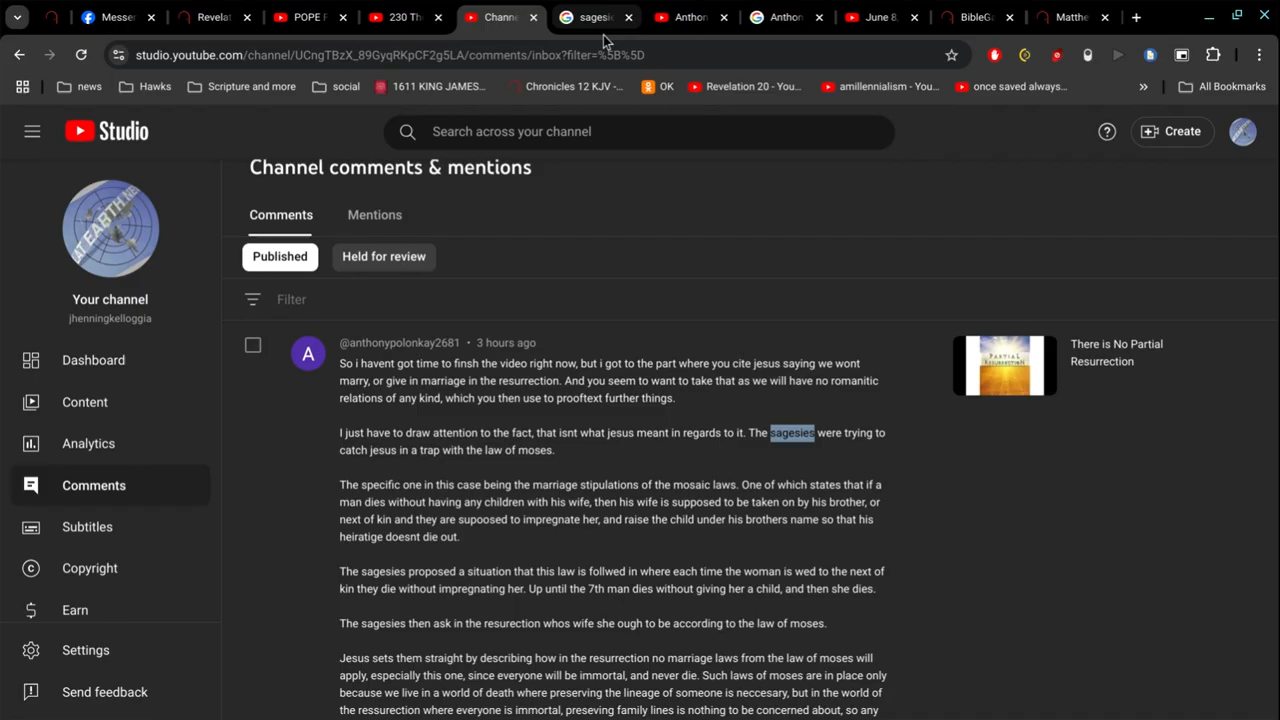 Messer
Revelat
POPE F
230 The
Chann
sagesie
Anthon
Anthon
June 8,
BibleGa
Matthe
studio.youtube.com/channel/UCngTBzX_89GyqRKpCF2g5LA/comments/inbox?filter=%5B%5D
news
Hawks
Scripture and more
social
1611 KING JAMES...
Chronicles 12 KJV -...
OK
Revelation 20 - You...
amillennialism - You...
once saved always...
»
All Bookmarks
Studio
Search across your channel
Create
Channel comments & mentions
Comments
Mentions
Published
Held for review
Filter
Your channel
jhenningkelloggia
Dashboard
Content
Analytics
Comments
Subtitles
Copyright
Earn
Settings
Send feedback
A
@anthonypolonkay2681 • 3 hours ago
So i havent got time to finsh the video right now, but i got to the part where you cite jesus saying we wont
marry, or give in marriage in the resurrection. And you seem to want to take that as we will have no romanitic
relations of any kind, which you then use to prooftext further things.
I just have to draw attention to the fact, that isnt what jesus meant in regards to it. The sagesies were trying to
catch jesus in a trap with the law of moses.
The specific one in this case being the marriage stipulations of the mosaic laws. One of which states that if a
man dies without having any children with his wife, then his wife is supposed to be taken on by his brother, or
next of kin and they are supoosed to impregnate her, and raise the child under his brothers name so that his
heiratige doesnt die out.
The sagesies proposed a situation that this law is follwed in where each time the woman is wed to the next of
kin they die without impregnating her. Up until the 7th man dies without giving her a child, and then she dies.
The sagesies then ask in the resurection whos wife she ough to be according to the law of moses.
Jesus sets them straight by describing how in the resurrection no marriage laws from the law of moses will
apply, especially this one, since everyone will be immortal, and never die. Such laws of moses are in place only
because we live in a world of death where preserving the lineage of someone is neccesary, but in the world of
the ressurection where everyone is immortal, preseving family lines is nothing to be concerned about, so any
PARTIAL
RESURRECTION
There is No Partial
Resurrection